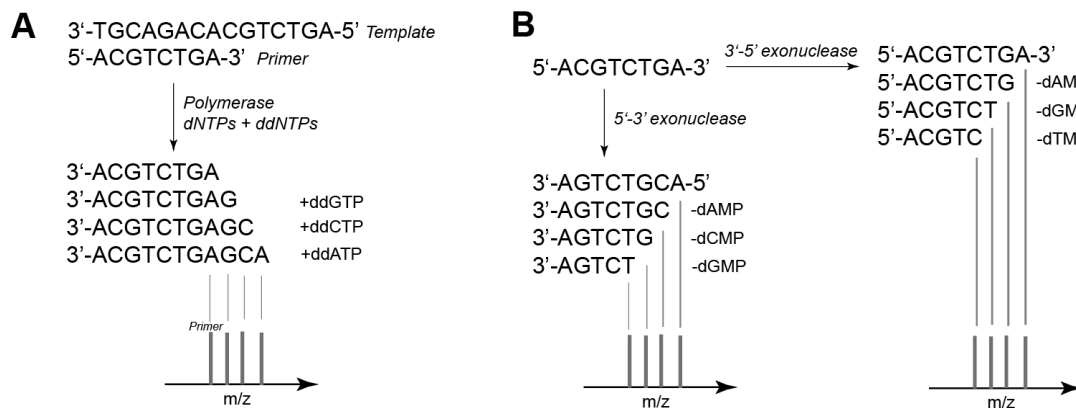 A
3‘-TGCAGACACGTCTGA-5’ Template
5‘-ACGTCTGA-3’ Primer
Polymerase
dNTPs + ddNTPs
3’-ACGTCTGA
3’-ACGTCTGAG +ddGTP
3’-ACGTCTGAGC +ddCTP
3’-ACGTCTGAGCA +ddATP
Primer
m/z
B
5‘-ACGTCTGA-3’
3‘-5’ exonuclease
5‘-3’ exonuclease
3’-AGTCTGCA-5’
3’-AGTCTGC -dAMP
3’-AGTCTG -dCMP
3’-AGTCT -dGMP
m/z
5‘-ACGTCTGA-3’
5‘-ACGTCTG -dAM
5‘-ACGTCT -dGM
5‘-ACGTC -dTM
m/z